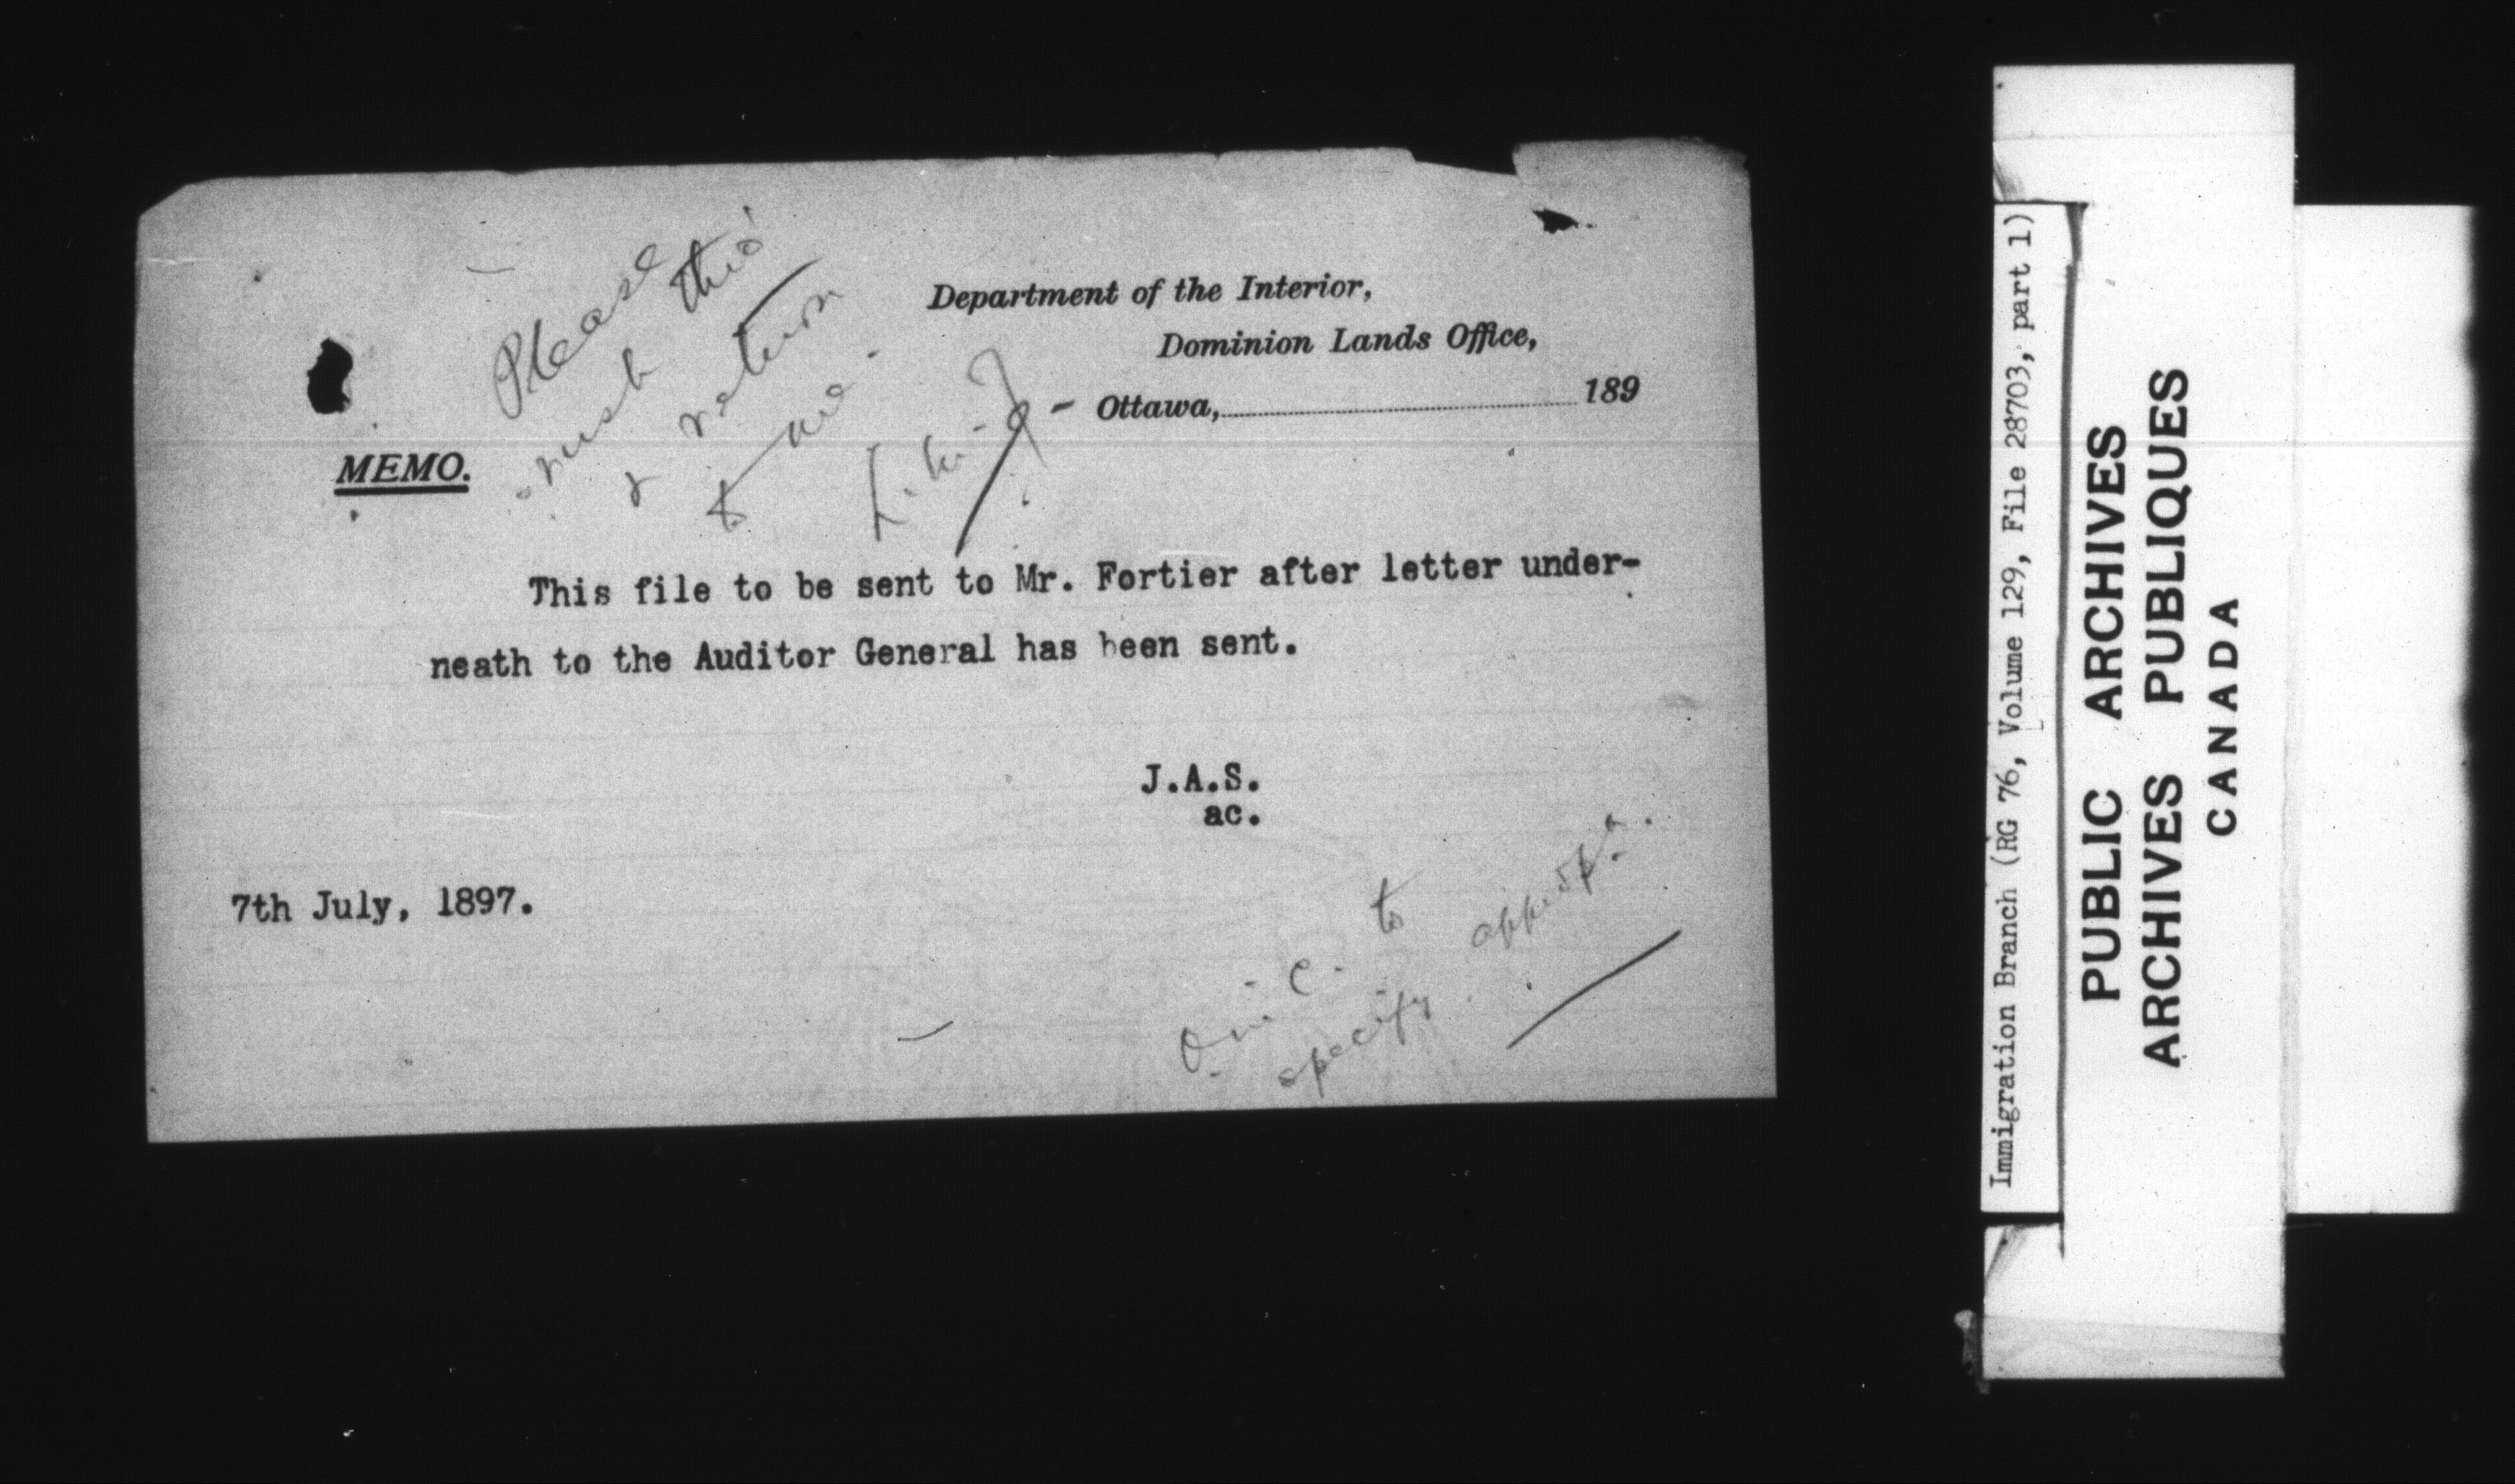 Please
rush this
& return
to me.
Department of the Interior,
Dominion Lands Office,
Ottawa, 189
MEMO.
This file to be sent to Mr. Fortier after letter under-
neath to the Auditor General has been sent.
J.A.S.
ac.
7th July, 1897.
O. in C. to
specify
Immigration Branch (RG 76, Volume 129, File 28703, part 1)
PUBLIC ARCHIVES
ARCHIVES PUBLIQUES
CANADA